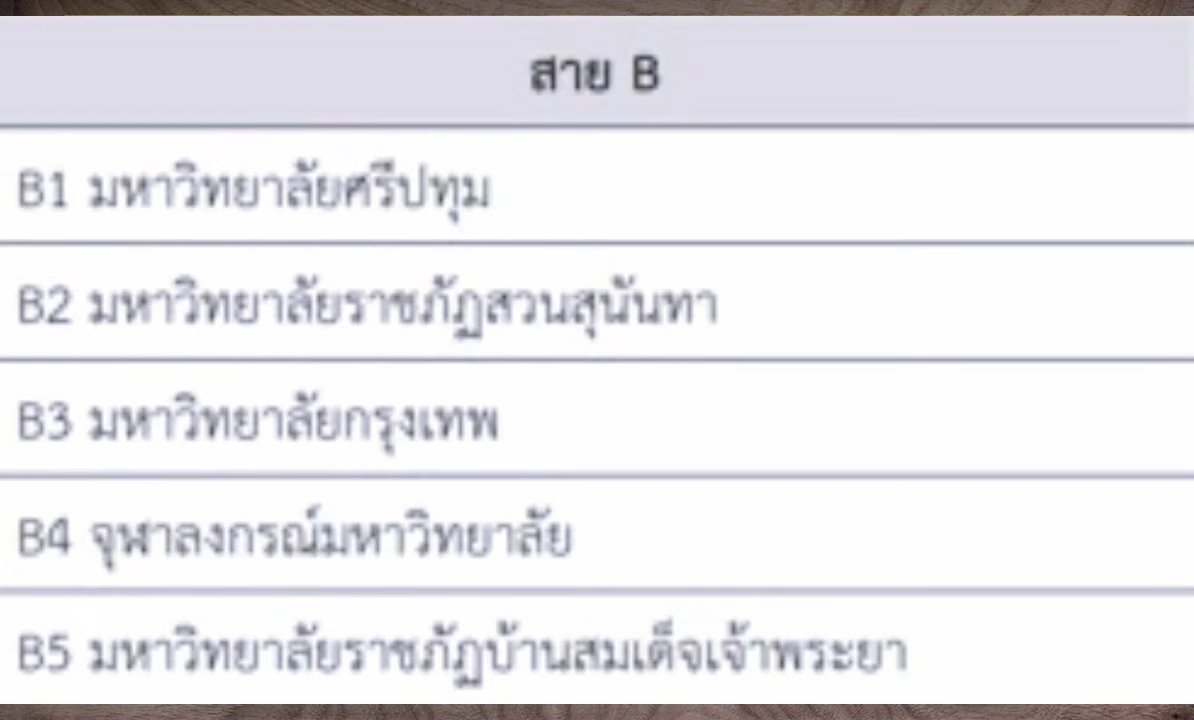 สาย B
B1 มหาวิทยาลัยศรีปทุม
B2 มหาวิทยาลัยราชภัฏสวนสุนันทา
B3 มหาวิทยาลัยกรุงเทพ
B4 จุฬาลงกรณ์มหาวิทยาลัย
B5 มหาวิทยาลัยราชภัฏบ้านสมเด็จเจ้าพระยา